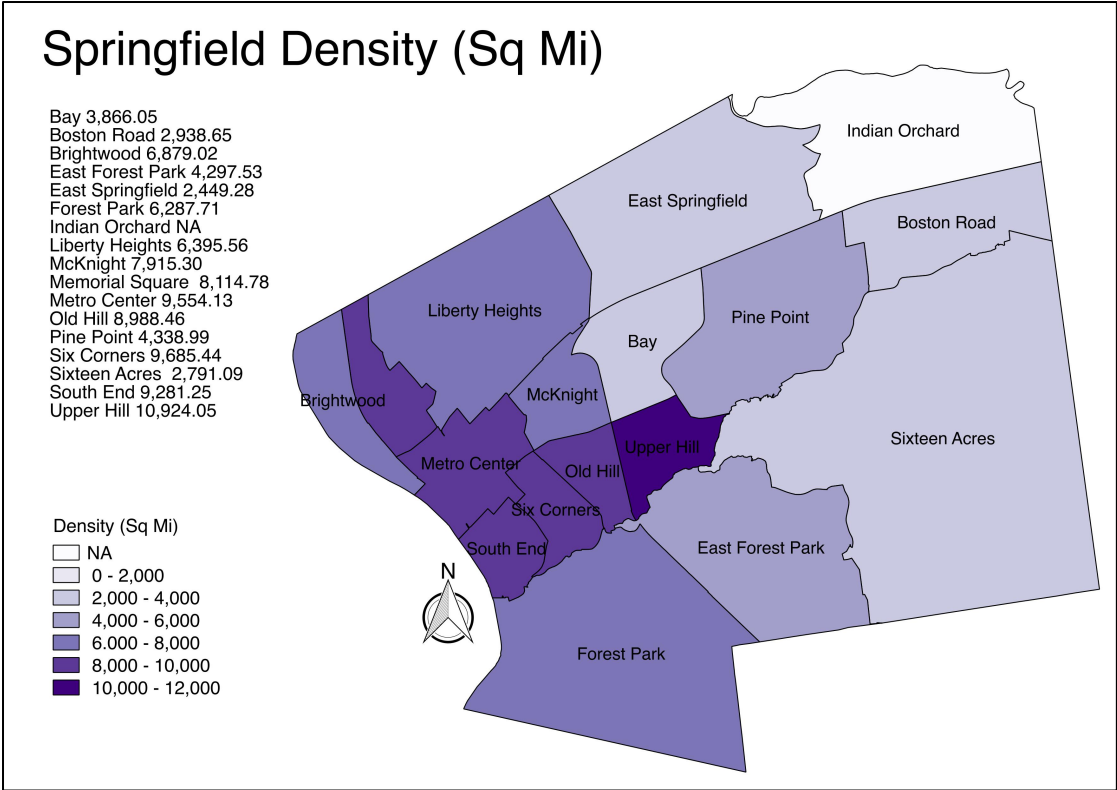 Springfield Density (Sq Mi)
Bay 3,866.05
Boston Road 2,938.65
Brightwood 6,879.02
East Forest Park 4,297.53
East Springfield 2,449.28
Forest Park 6,287.71
Indian Orchard NA
Liberty Heights 6,395.56
McKnight 7,915.30
Memorial Square  8,114.78
Metro Center 9,554.13
Old Hill 8,988.46
Pine Point 4,338.99
Six Corners 9,685.44
Sixteen Acres  2,791.09
South End 9,281.25
Upper Hill 10,924.05
Indian Orchard
East Springfield
Boston Road
Liberty Heights
Pine Point
Bay
McKnight
Brightwood
Sixteen Acres
Upper Hill
Metro Center
Old Hill
Six Corners
South End
East Forest Park
Forest Park
Density (Sq Mi)
NA
0 - 2,000
2,000 - 4,000
4,000 - 6,000
6.000 - 8,000
8,000 - 10,000
10,000 - 12,000
N